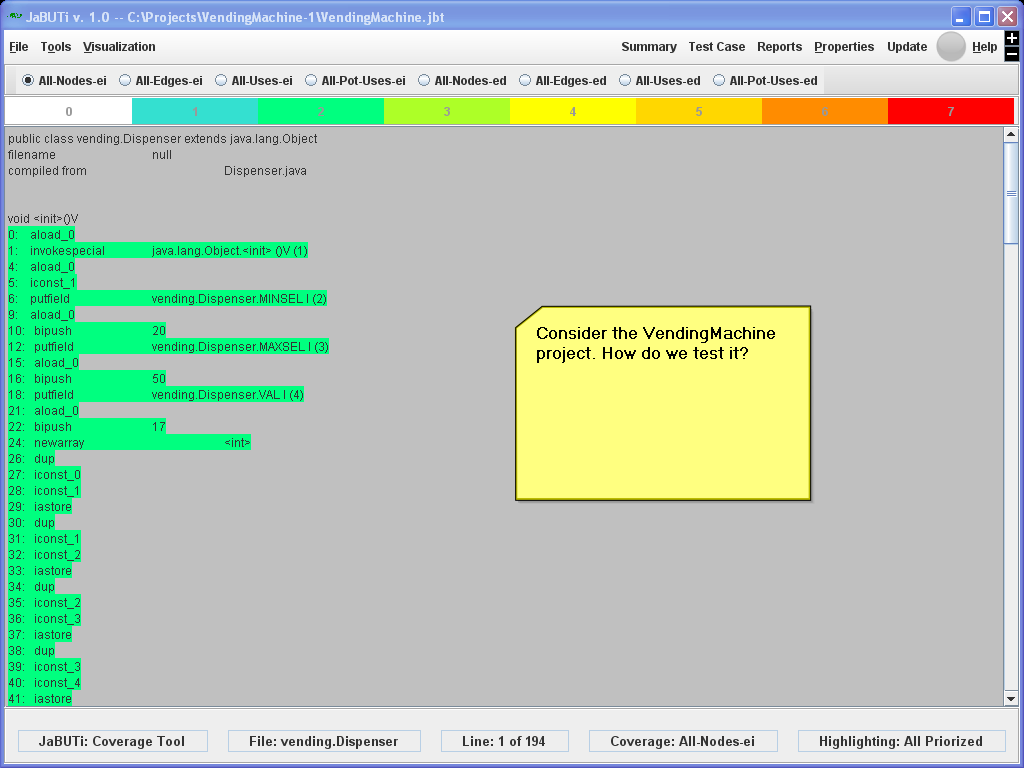 JaBUTi v. 1.0 -- C:\Projects\VendingMachine-1\VendingMachine.jbt
File Tools Visualization Summary Test Case Reports Properties Update Help
All-Nodes-ei All-Edges-ei All-Uses-ei All-Pot-Uses-ei All-Nodes-ed All-Edges-ed All-Uses-ed All-Pot-Uses-ed
0 1 2 3 4 5 6 7
public class vending.Dispenser extends java.lang.Object
filename null
compiled from Dispenser.java
void <init>()V
0: aload_0
1: invokespecial java.lang.Object.<init> ()V (1)
4: aload_0
5: iconst_1
6: putfield vending.Dispenser.MINSEL I (2)
9: aload_0
10: bipush 20
12: putfield vending.Dispenser.MAXSEL I (3)
15: aload_0
16: bipush 50
18: putfield vending.Dispenser.VAL I (4)
21: aload_0
22: bipush 17
24: newarray <int>
26: dup
27: iconst_0
28: iconst_1
29: iastore
30: dup
31: iconst_1
32: iconst_2
33: iastore
34: dup
35: iconst_2
36: iconst_3
37: iastore
38: dup
39: iconst_3
40: iconst_4
41: iastore
Consider the VendingMachine
project. How do we test it?
JaBUTi: Coverage Tool File: vending.Dispenser Line: 1 of 194 Coverage: All-Nodes-ei Highlighting: All Priorized